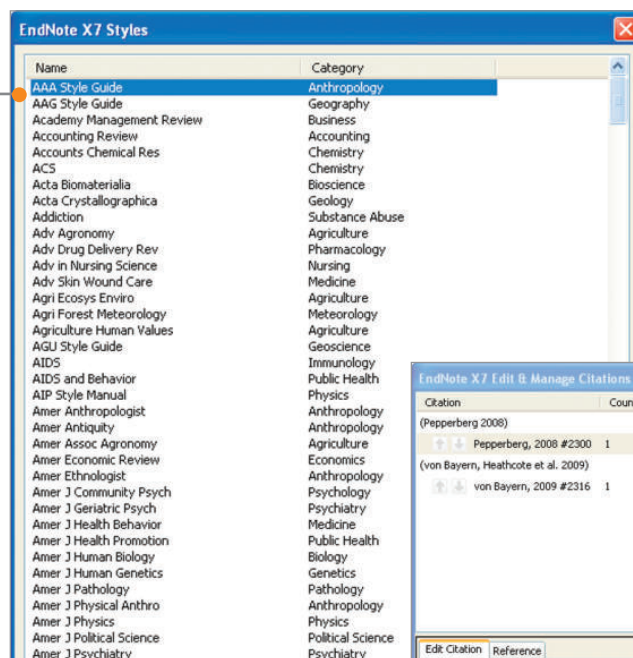 EndNote X7 Styles
Name Category
AAA Style Guide Anthropology
AAG Style Guide Geography
Academy Management Review Business
Accounting Review Accounting
Accounts Chemical Res Chemistry
ACS Chemistry
Acta Biomaterialia Bioscience
Acta Crystallographica Geology
Addiction Substance Abuse
Adv Agronomy Agriculture
Adv Drug Delivery Rev Pharmacology
Adv in Nursing Science Nursing
Adv Skin Wound Care Medicine
Agri Ecosys Enviro Agriculture
Agri Forest Meteorology Meteorology
Agriculture Human Values Agriculture
AGU Style Guide Geoscience
AIDS Immunology
AIDS and Behavior Public Health
AIP Style Manual Physics
Amer Anthropologist Anthropology
Amer Antiquity Anthropology
Amer Assoc Agronomy Agriculture
Amer Economic Review Economics
Amer Ethnologist Anthropology
Amer J Community Psych Psychology
Amer J Geriatric Psych Psychiatry
Amer J Health Behavior Medicine
Amer J Health Promotion Public Health
Amer J Human Biology Biology
Amer J Human Genetics Genetics
Amer J Pathology Pathology
Amer J Physical Anthro Anthropology
Amer J Physics Physics
Amer J Political Science Political Science
Amer J Psychiatry Psychiatry
EndNote X7 Edit & Manage Citations
Citation Coun
(Pepperberg 2008)
Pepperberg, 2008 #2300 1
(von Bayern, Heathcote et al. 2009)
von Bayern, 2009 #2316 1
Edit Citation Reference